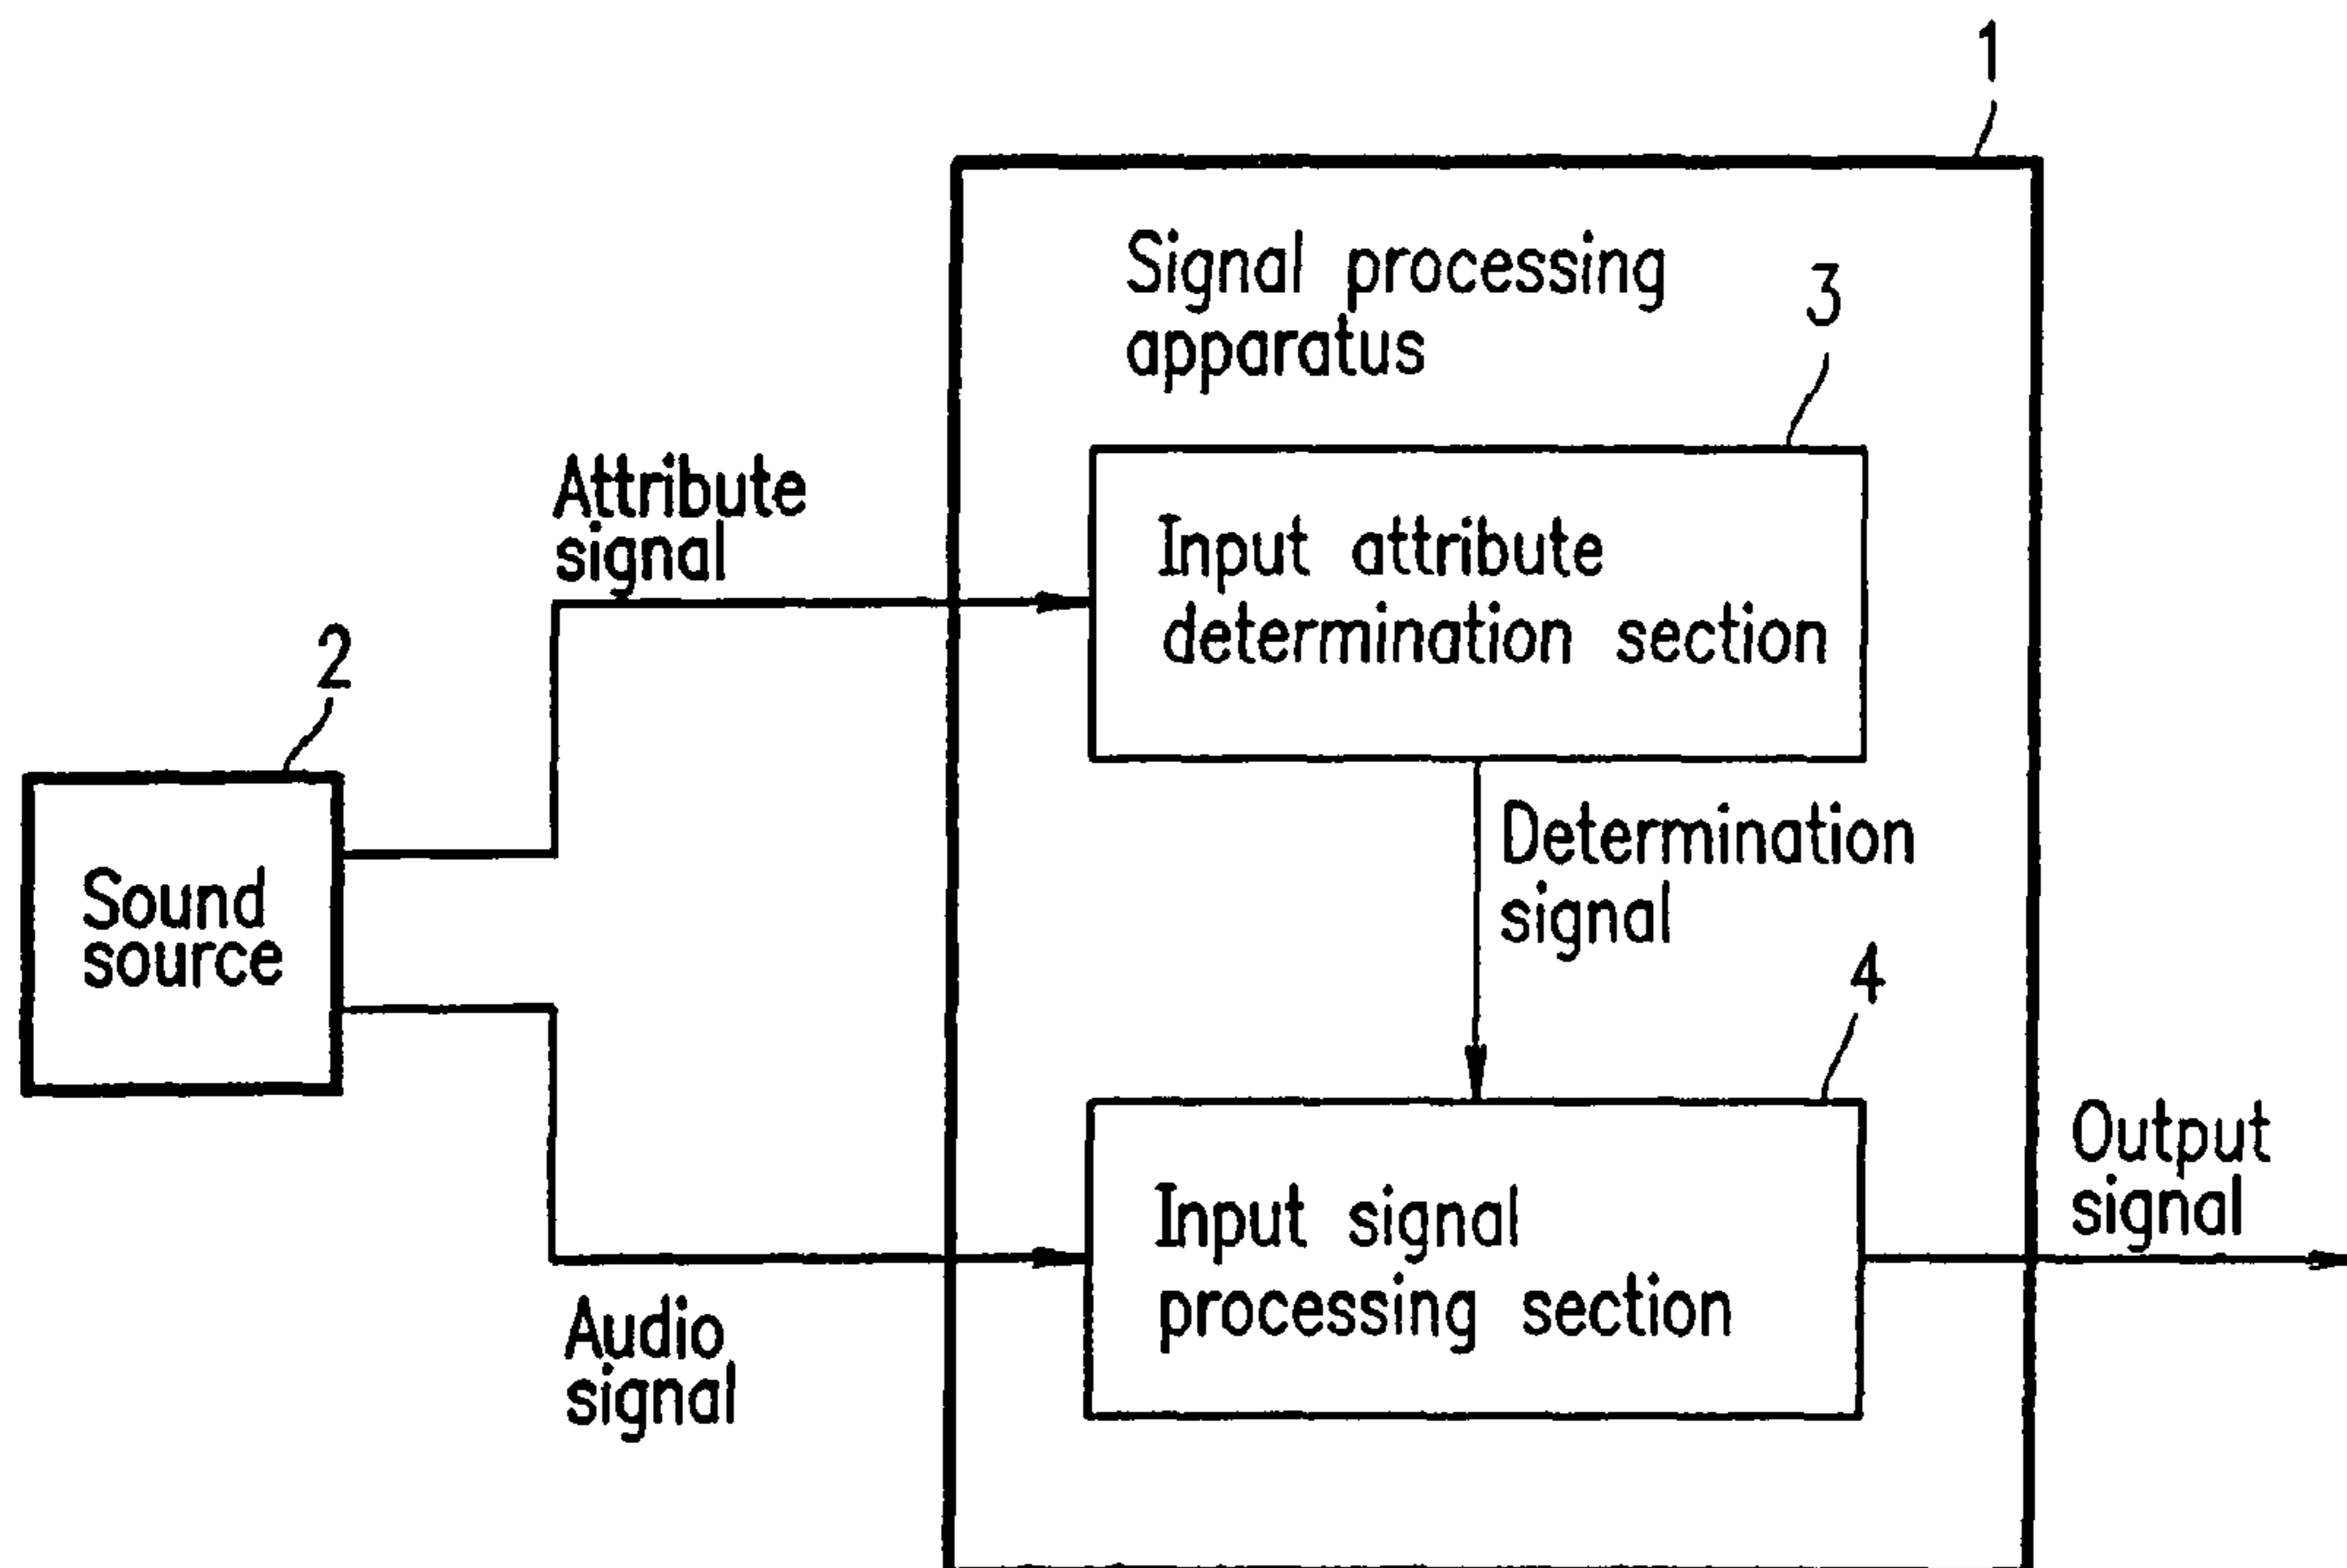 1
Signal processing
apparatus
3
Attribute
signal
Input attribute
determination section
2
Sound
source
Determination
signal
4
Input signal
processing section
Output
signal
Audio
signal